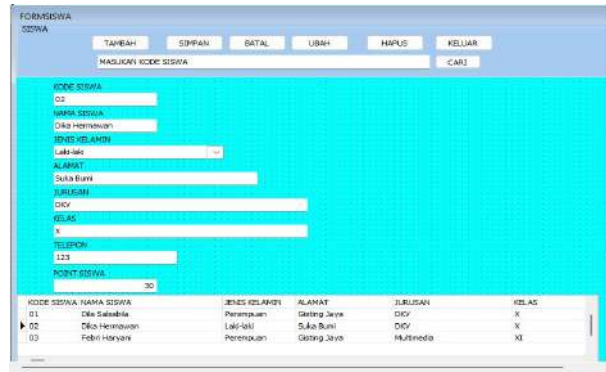 FORMSISWA
SISWA
TAMBAH SIMPAN BATAL UBAH HAPUS KELUAR
MASUKAN KODE SISWA CARI
KODE SISWA
02
NAMA SISWA
Dika Hermawan
JENIS KELAMIN
Laki-laki
ALAMAT
Suka Bumi
JURUSAN
DKV
KELAS
X
TELEPON
123
POINT SISWA
30
KODE SISWA NAMA SISWA JENIS KELAMIN ALAMAT JURUSAN KELAS
01 Dila Salsabila Perempuan Gisting Jaya DKV X
02 Dika Hermawan Laki-laki Suka Bumi DKV X
03 Febri Haryani Perempuan Gisting Jaya Multimedia XI